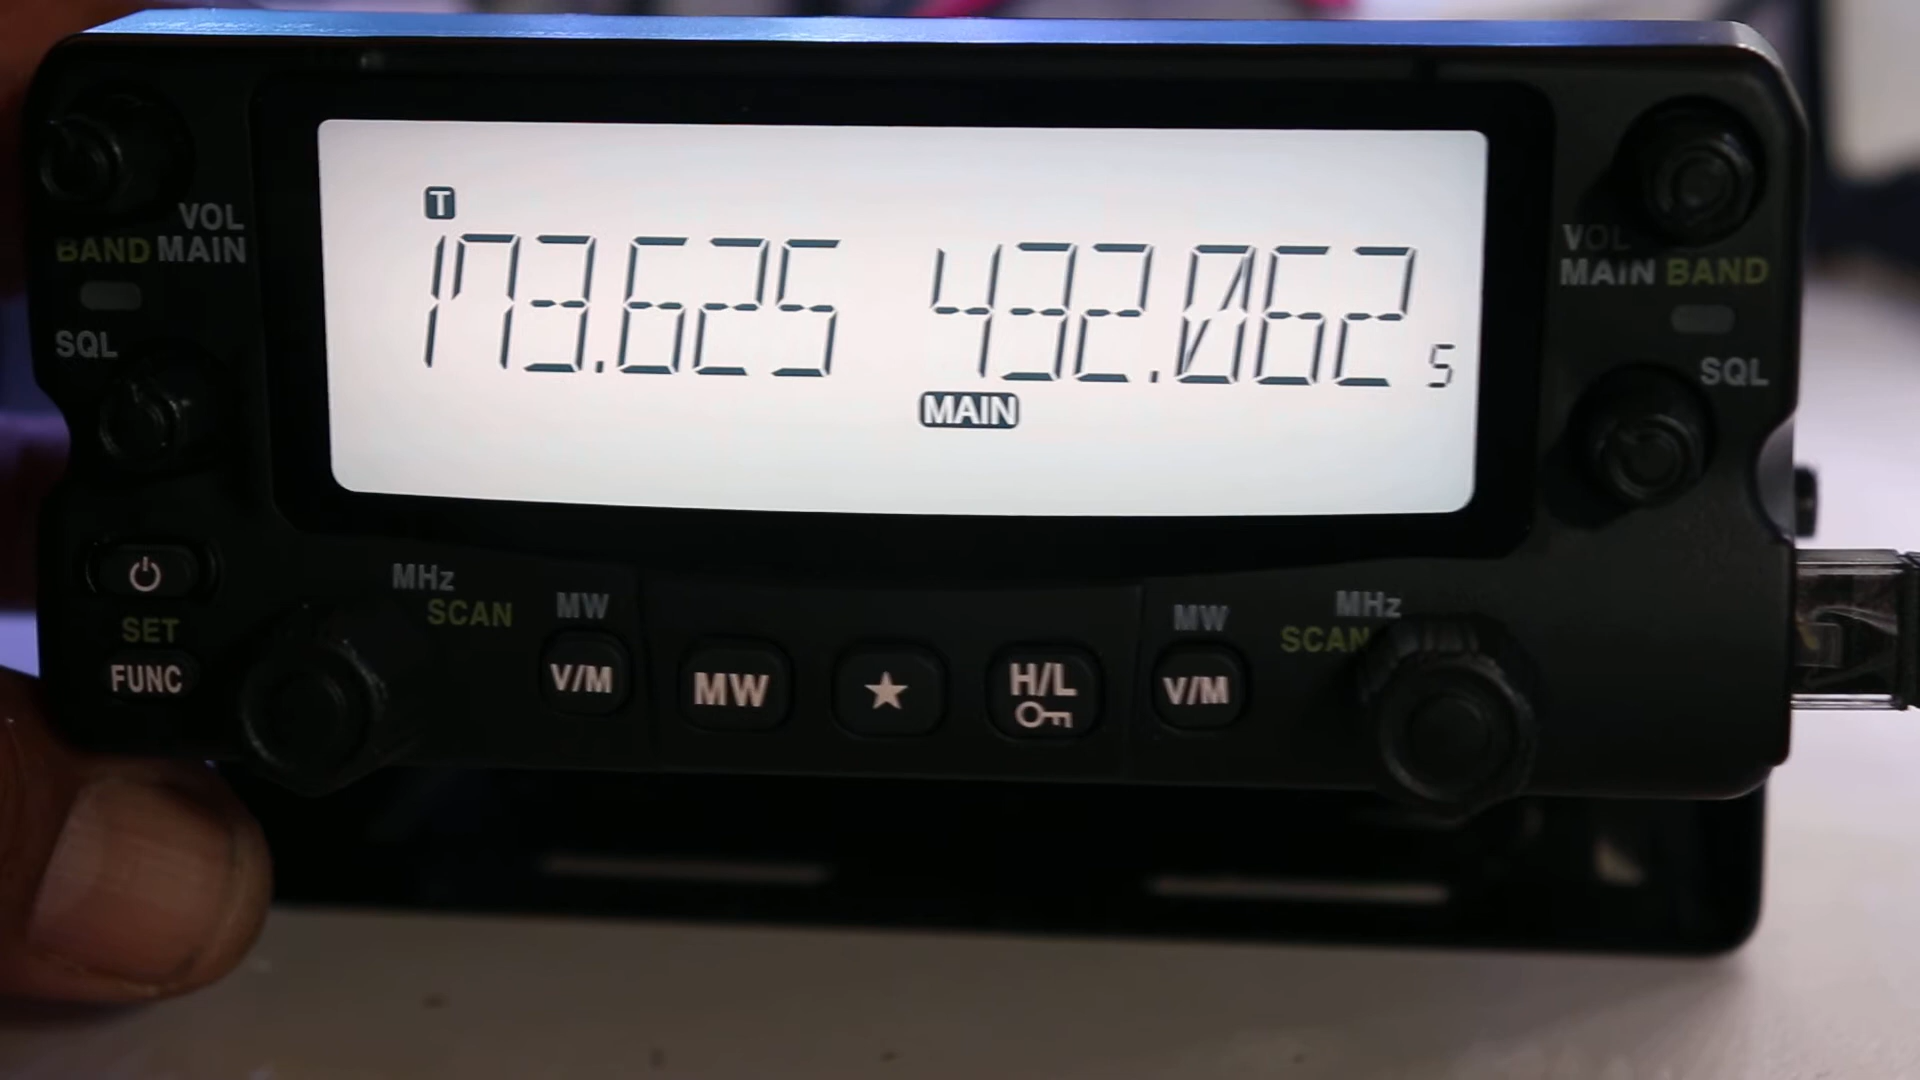 T
173.625 432.062 5
MAIN
VOL
BAND MAIN
SQL
VOL
MAIN BAND
SQL
SET
FUNC
MHz
SCAN
MW
V/M
MW
★
H/L
MW
V/M
MHz
SCAN